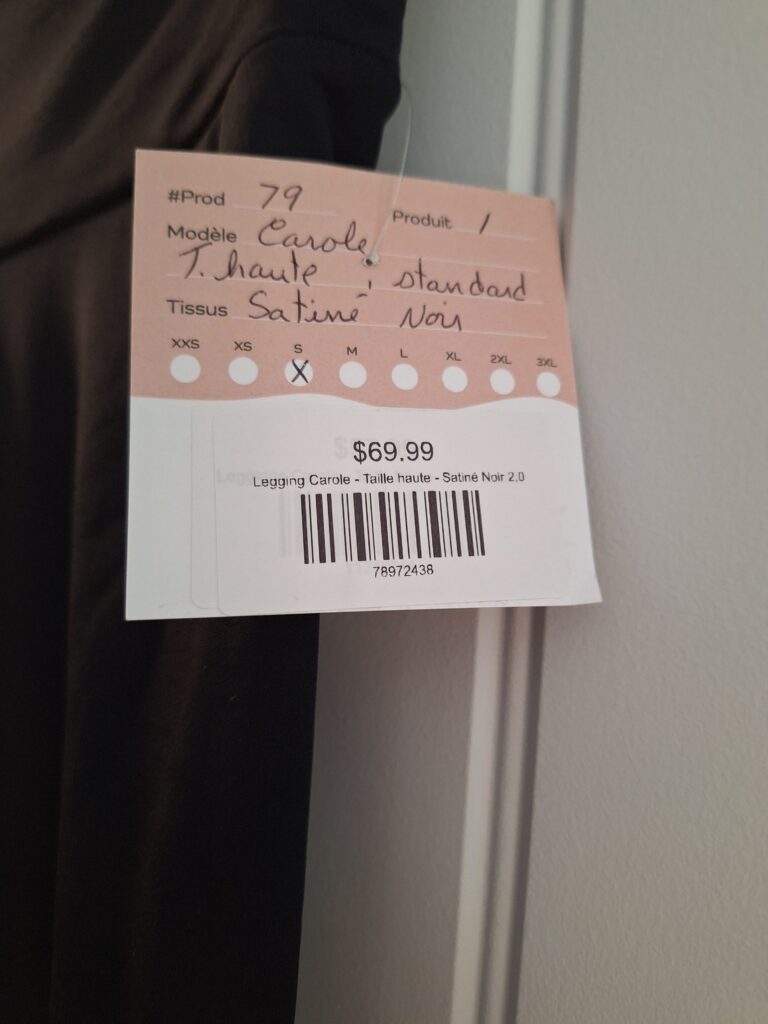 #Prod 79 Produit 1
Modèle Carole
T. haute, standard
Tissus Satiné Noir
XXS XS S M L XL 2XL 3XL
X
$69.99
Legging Carole - Taille haute - Satiné Noir 2.0
78972438